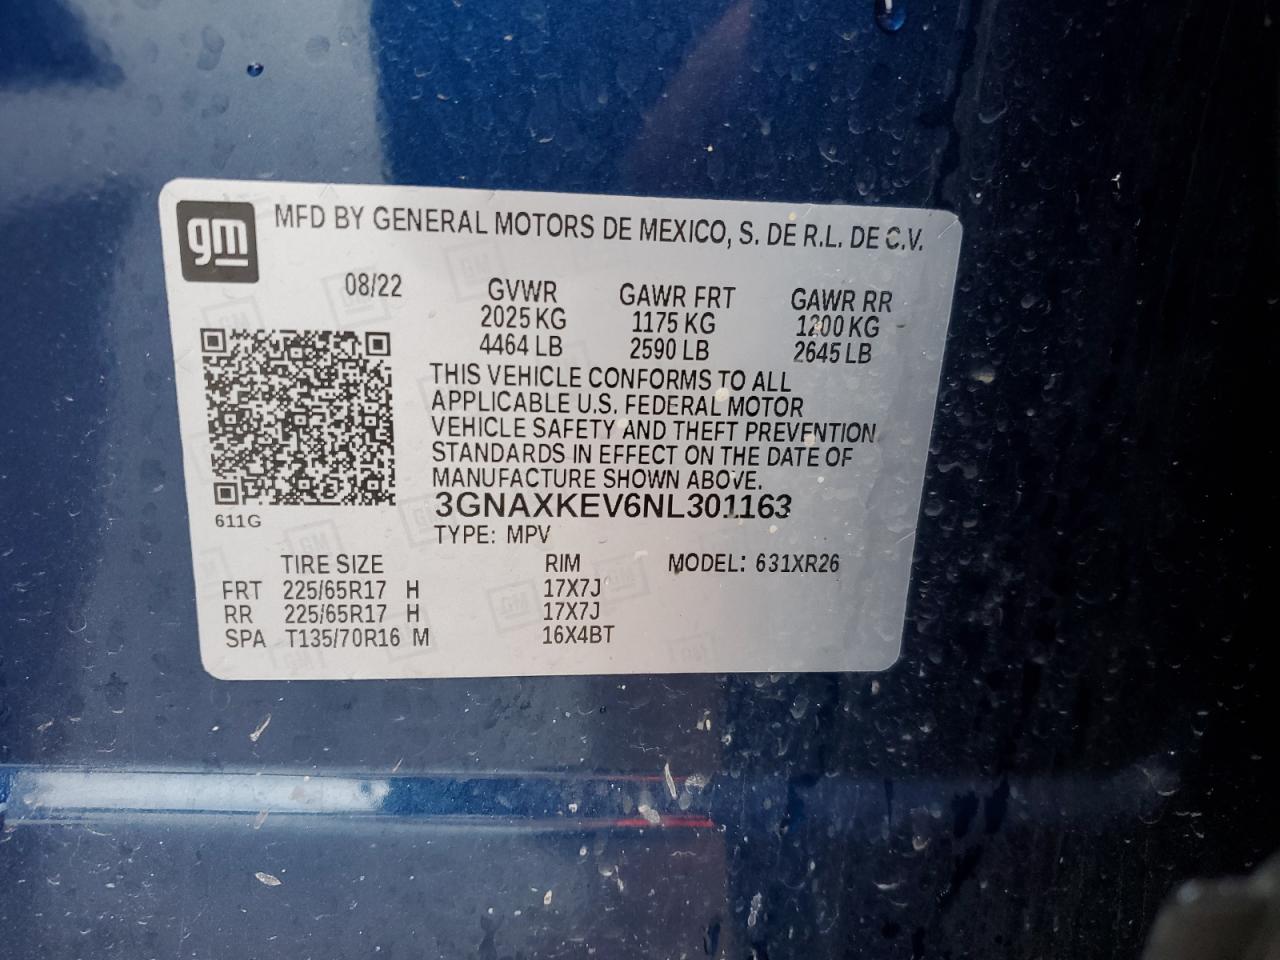 gm
MFD BY GENERAL MOTORS DE MEXICO, S. DE R.L. DE C.V.
08/22
GVWR GAWR FRT GAWR RR
2025 KG 1175 KG 1200 KG
4464 LB 2590 LB 2645 LB
THIS VEHICLE CONFORMS TO ALL
APPLICABLE U.S. FEDERAL MOTOR
VEHICLE SAFETY AND THEFT PREVENTION
STANDARDS IN EFFECT ON THE DATE OF
MANUFACTURE SHOWN ABOVE.
3GNAXKEV6NL301163
611G
TYPE: MPV
TIRE SIZE RIM MODEL: 631XR26
FRT 225/65R17 H 17X7J
RR 225/65R17 H 17X7J
SPA T135/70R16 M 16X4BT